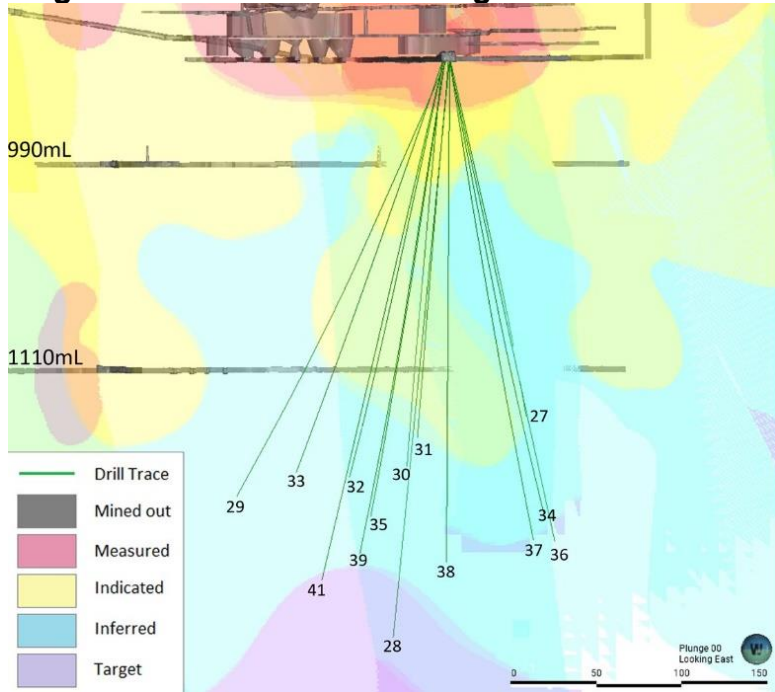 990mL
1110mL
27
31
30
33
32
29
34
35
37
36
39
38
41
28
Drill Trace
Mined out
Measured
Indicated
Inferred
Target
Plunge 00
Looking East
0 50 100 150